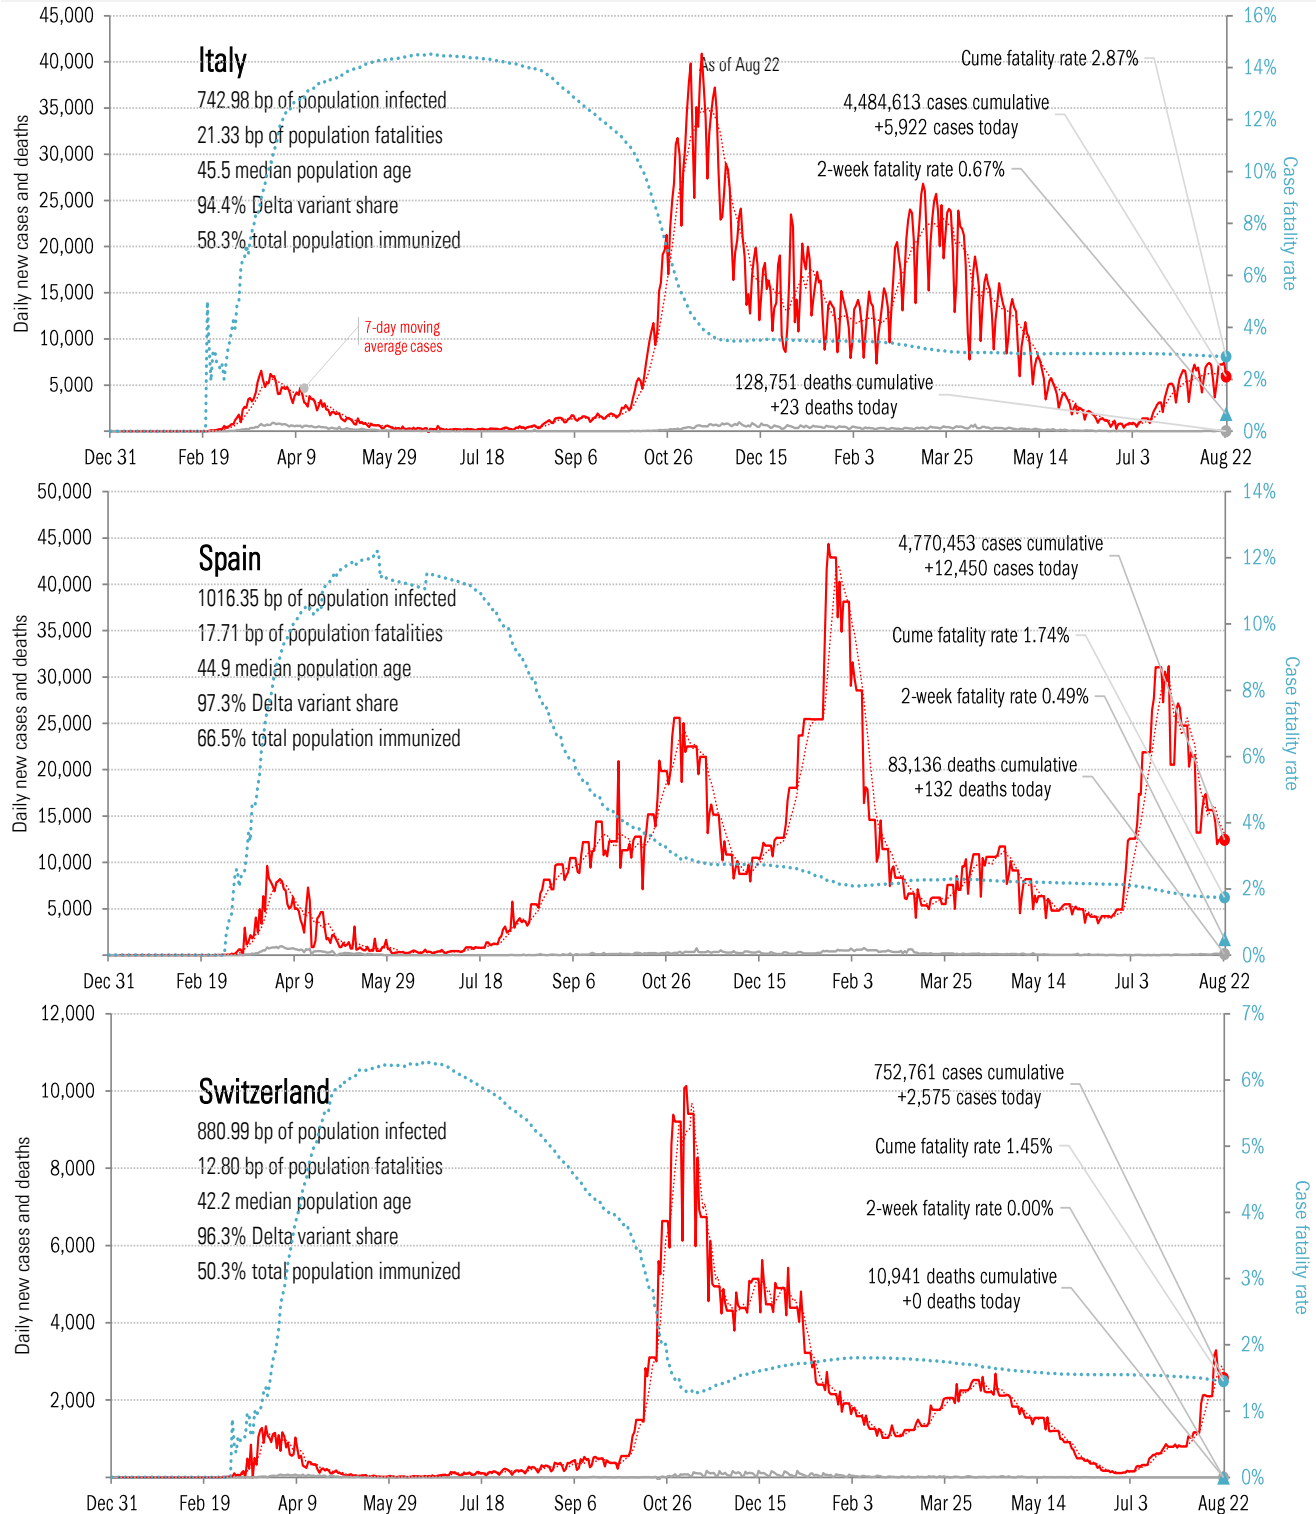 45,000
40,000
35,000
30,000
25,000
20,000
15,000
10,000
5,000
Daily new cases and deaths
Italy
742.98 bp of population infected
21.33 bp of population fatalities
45.5 median population age
94.4% Delta variant share
58.3% total population immunized
7-day moving
average cases
As of Aug 22
Cume fatality rate 2.87%
4,484,613 cases cumulative
+5,922 cases today
2-week fatality rate 0.67%
128,751 deaths cumulative
+23 deaths today
16%
14%
12%
10%
8%
6%
4%
2%
0%
Case fatality rate
Dec 31 Feb 19 Apr 9 May 29 Jul 18 Sep 6 Oct 26 Dec 15 Feb 3 Mar 25 May 14 Jul 3 Aug 22
50,000
45,000
40,000
35,000
30,000
25,000
20,000
15,000
10,000
5,000
Daily new cases and deaths
Spain
1016.35 bp of population infected
17.71 bp of population fatalities
44.9 median population age
97.3% Delta variant share
66.5% total population immunized
4,770,453 cases cumulative
+12,450 cases today
Cume fatality rate 1.74%
2-week fatality rate 0.49%
83,136 deaths cumulative
+132 deaths today
14%
12%
10%
8%
6%
4%
2%
0%
Case fatality rate
Dec 31 Feb 19 Apr 9 May 29 Jul 18 Sep 6 Oct 26 Dec 15 Feb 3 Mar 25 May 14 Jul 3 Aug 22
12,000
10,000
8,000
6,000
4,000
2,000
Daily new cases and deaths
Switzerland
880.99 bp of population infected
12.80 bp of population fatalities
42.2 median population age
96.3% Delta variant share
50.3% total population immunized
752,761 cases cumulative
+2,575 cases today
Cume fatality rate 1.45%
2-week fatality rate 0.00%
10,941 deaths cumulative
+0 deaths today
7%
6%
5%
4%
3%
2%
1%
0%
Case fatality rate
Dec 31 Feb 19 Apr 9 May 29 Jul 18 Sep 6 Oct 26 Dec 15 Feb 3 Mar 25 May 14 Jul 3 Aug 22